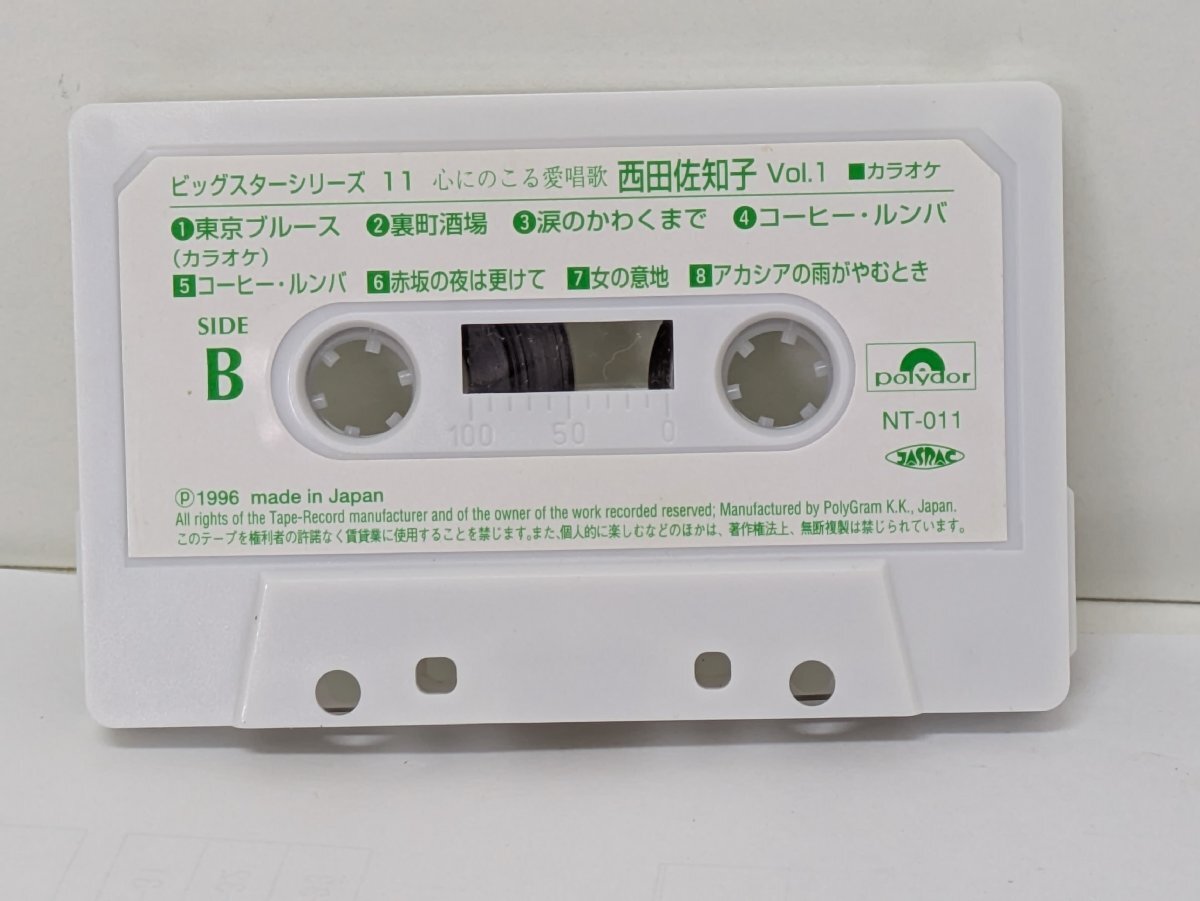 ビッグスターシリーズ 11 心にのこる愛唱歌 西田佐知子 Vol.1 ■カラオケ
❶東京ブルース ❷裏町酒場 ❸涙のかわくまで ❹コーヒー・ルンバ
(カラオケ)
5コーヒー・ルンバ 6赤坂の夜は更けて 7女の意地 8アカシアの雨がやむとき
SIDE
B
100 50 0
polydor
NT-011
JASRAC
Ⓟ1996 made in Japan
All rights of the Tape-Record manufacturer and of the owner of the work recorded reserved; Manufactured by PolyGram K.K., Japan.
このテープを権利者の許諾なく賃貸業に使用することを禁じます。また、個人的に楽しむなどのほかは、著作権法上、無断複製は禁じられています。